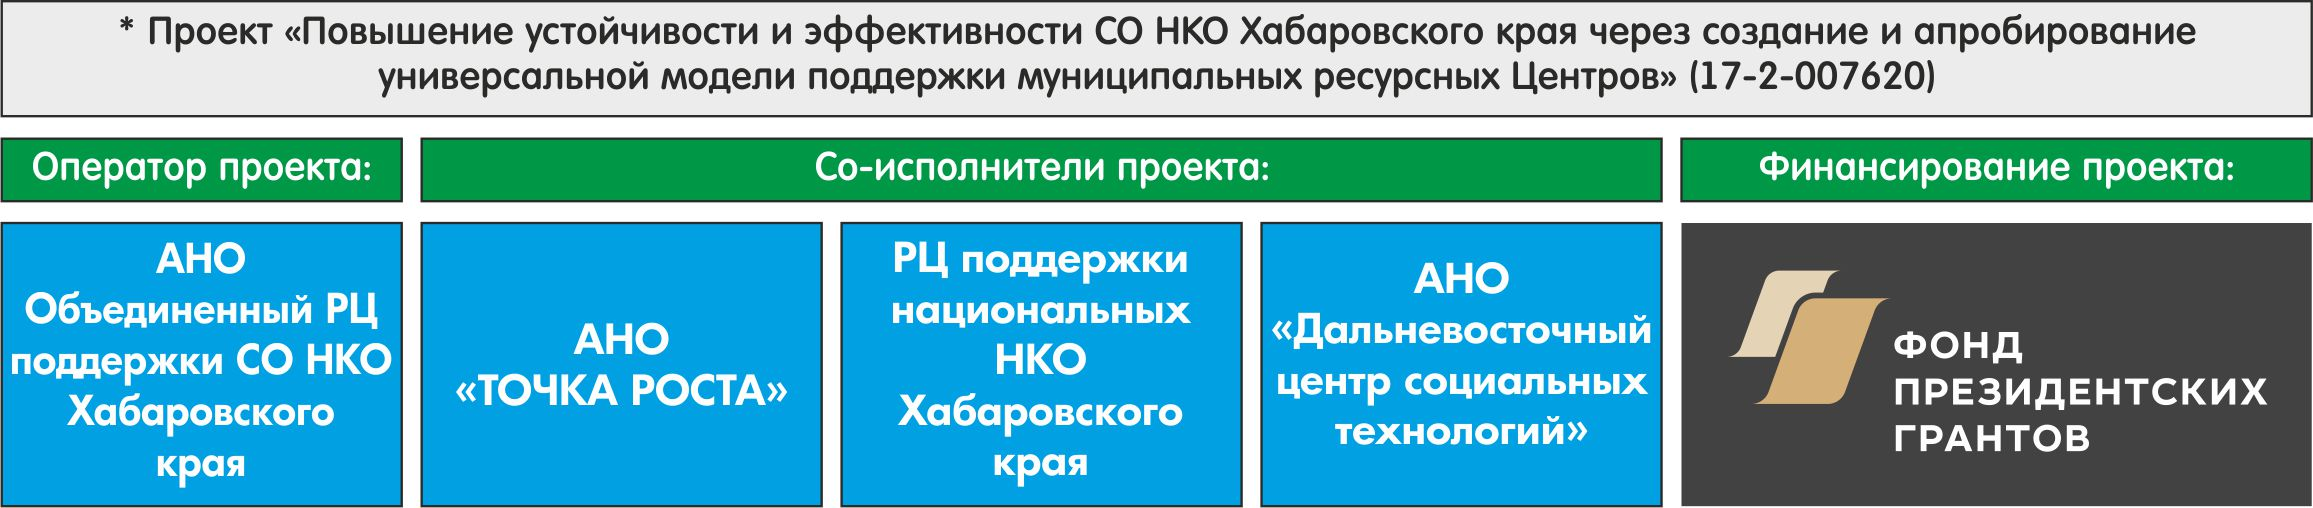 * Проект «Повышение устойчивости и эффективности СО НКО Хабаровского края через создание и апробирование
универсальной модели поддержки муниципальных ресурсных Центров» (17-2-007620)
Оператор проекта:
Со-исполнители проекта:
Финансирование проекта:
АНО
Объединенный РЦ
поддержки СО НКО
Хабаровского
края
АНО
«ТОЧКА РОСТА»
РЦ поддержки
национальных
НКО
Хабаровского
края
АНО
«Дальневосточный
центр социальных
технологий»
ФОНД
ПРЕЗИДЕНТСКИХ
ГРАНТОВ